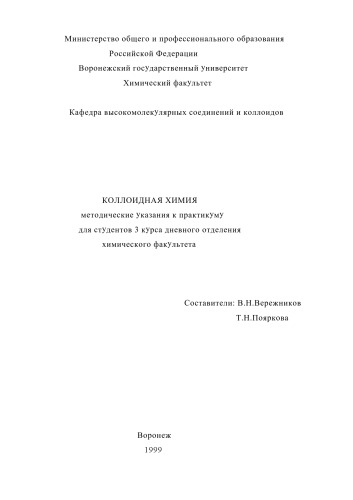 Министерство общего и профессионального образования
Российской Федерации
Воронежский государственный университет
Химический факультет
Кафедра высокомолекулярных соединений и коллоидов
КОЛЛОИДНАЯ ХИМИЯ
методические указания к практикуму
для студентов 3 курса дневного отделения
химического факультета
Составители: В.Н.Вережников
Т.Н.Пояркова
Воронеж
1999